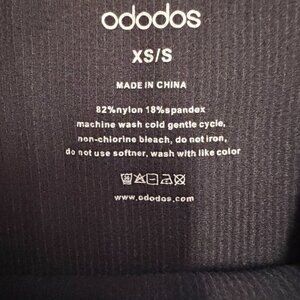 ododos
XS/S
MADE IN CHINA
82%nylon 18%spandex
machine wash cold gentle cycle,
non-chlorine bleach, do not iron,
do not use softner, wash with like color
www.ododos.com